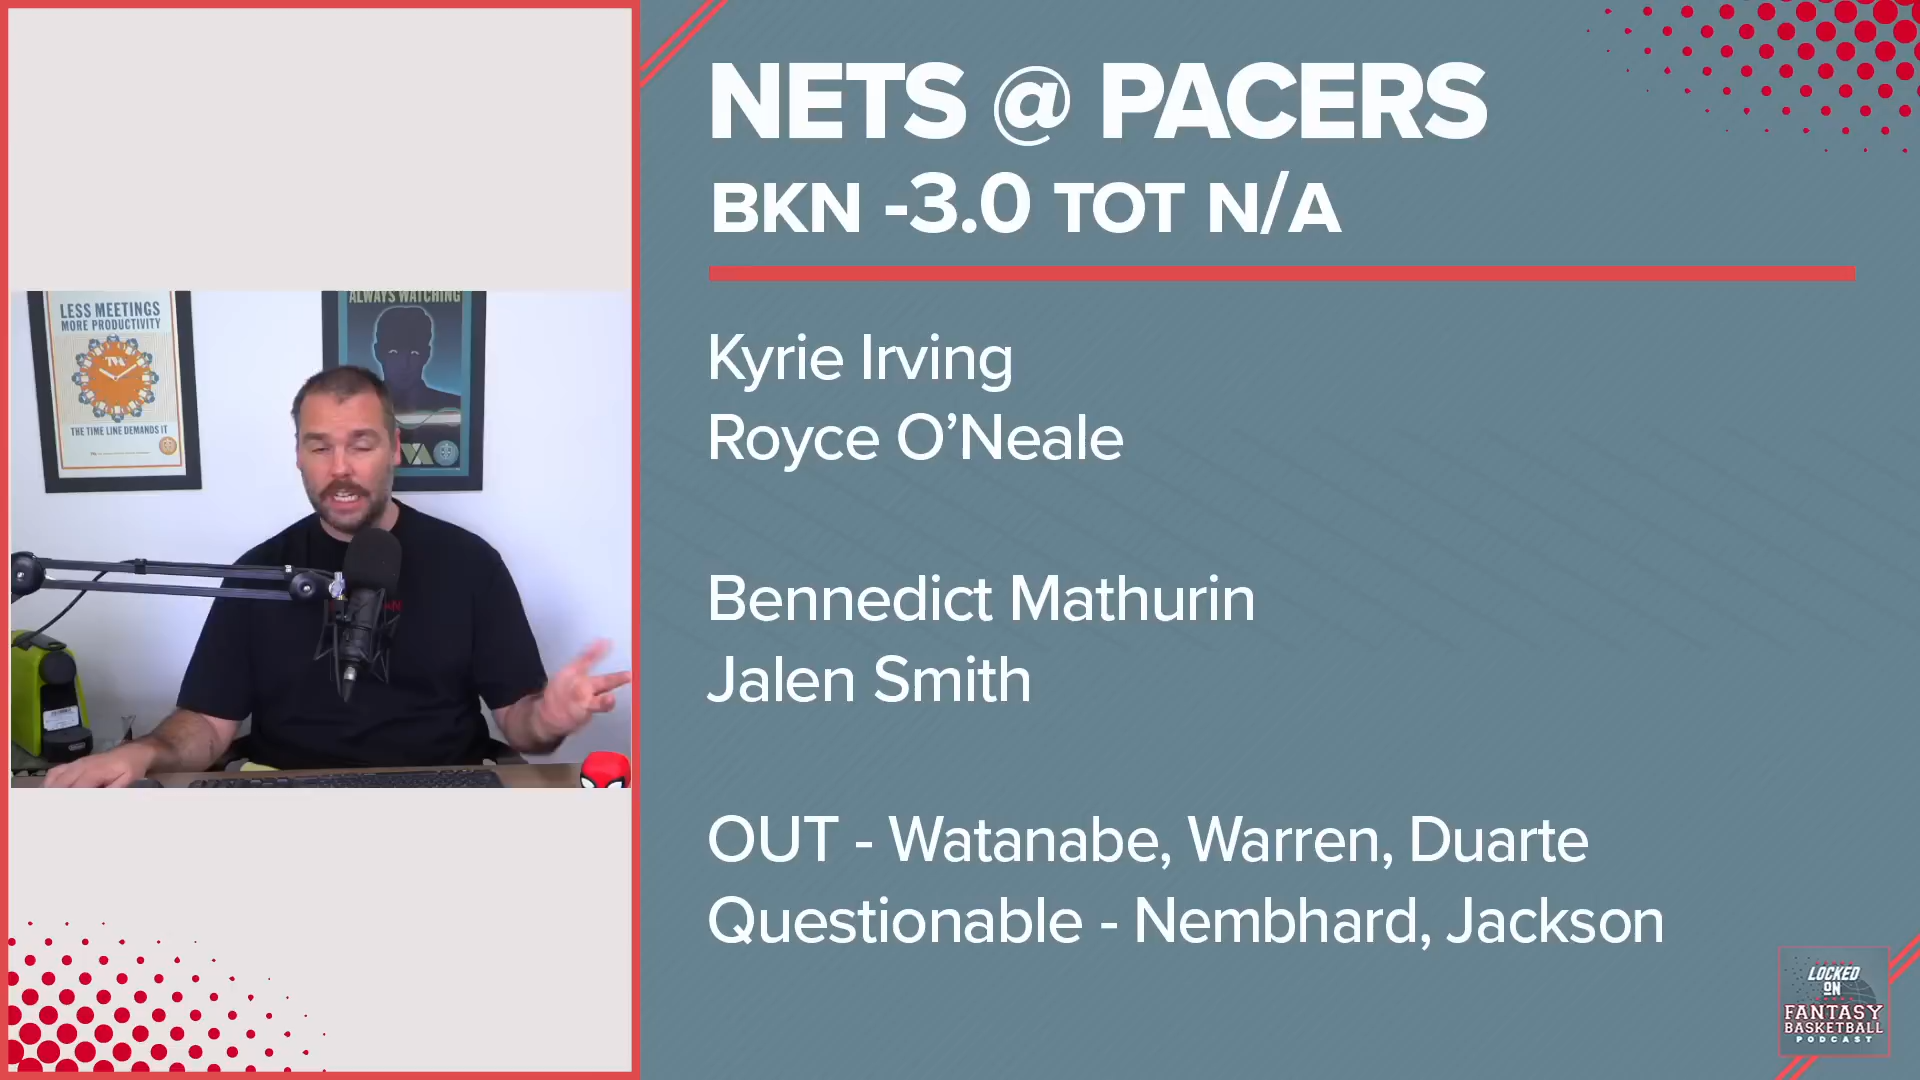 NETS @ PACERS
BKN -3.0 TOT N/A
Kyrie Irving
Royce O’Neale
Bennedict Mathurin
Jalen Smith
OUT - Watanabe, Warren, Duarte
Questionable - Nembhard, Jackson
LESS MEETINGS
MORE PRODUCTIVITY
TVA
THE TIME LINE DEMANDS IT
ALWAYS WATCHING
LOCKED
ON
FANTASY
BASKETBALL
PODCAST